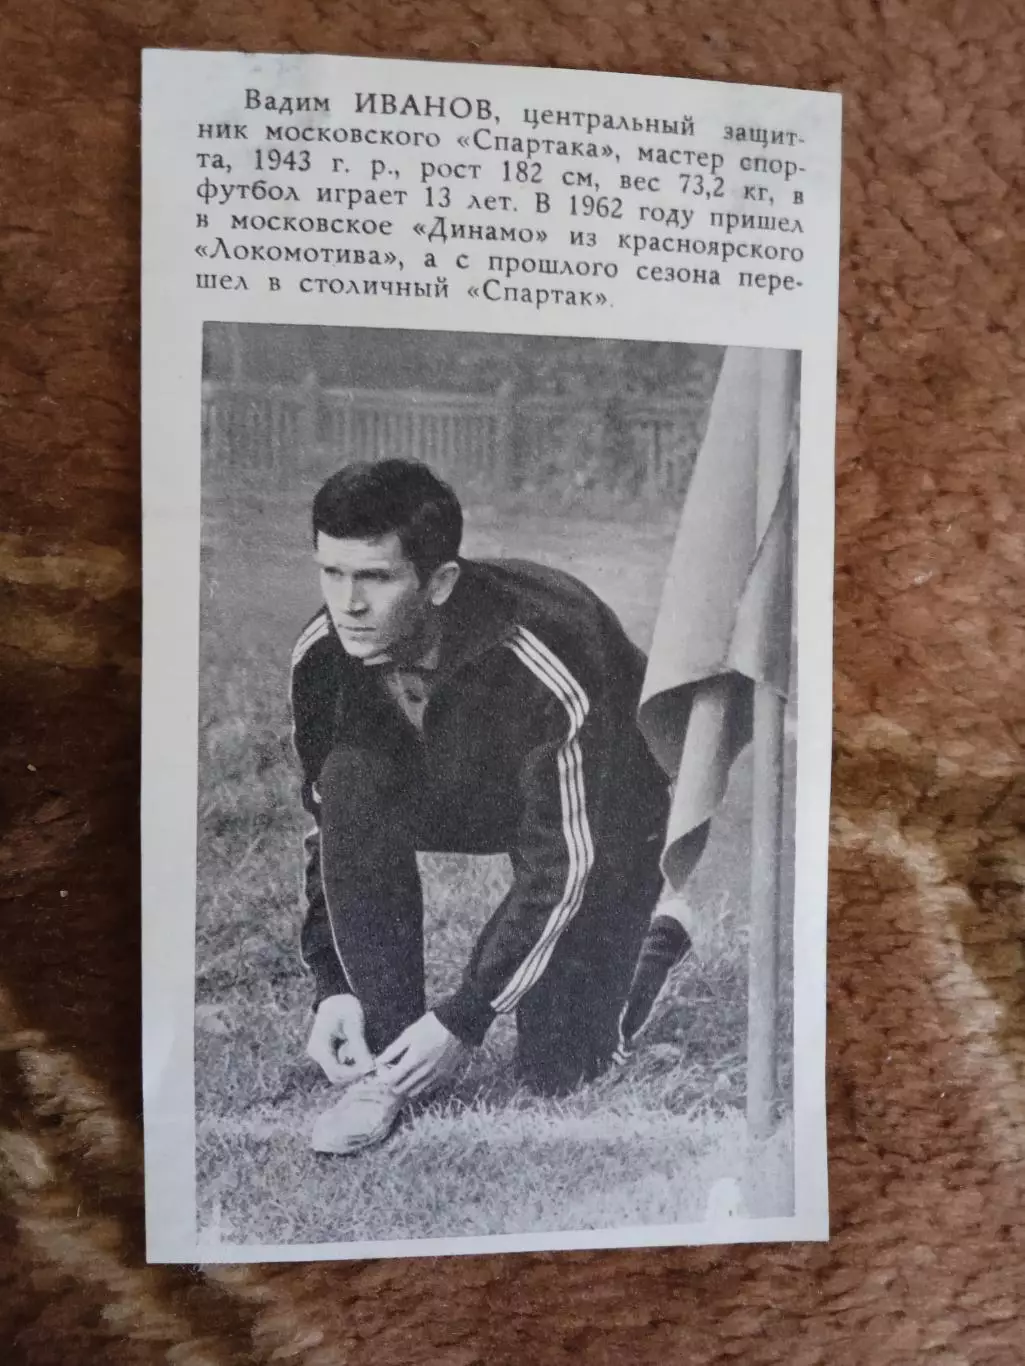 Вадим ИВАНОВ, центральный защит-
ник московского «Спартака», мастер спор-
та, 1943 г. р., рост 182 см, вес 73,2 кг, в
футбол играет 13 лет. В 1962 году пришел
в московское «Динамо» из красноярского
«Локомотива», а с прошлого сезона пере-
шел в столичный «Спартак».